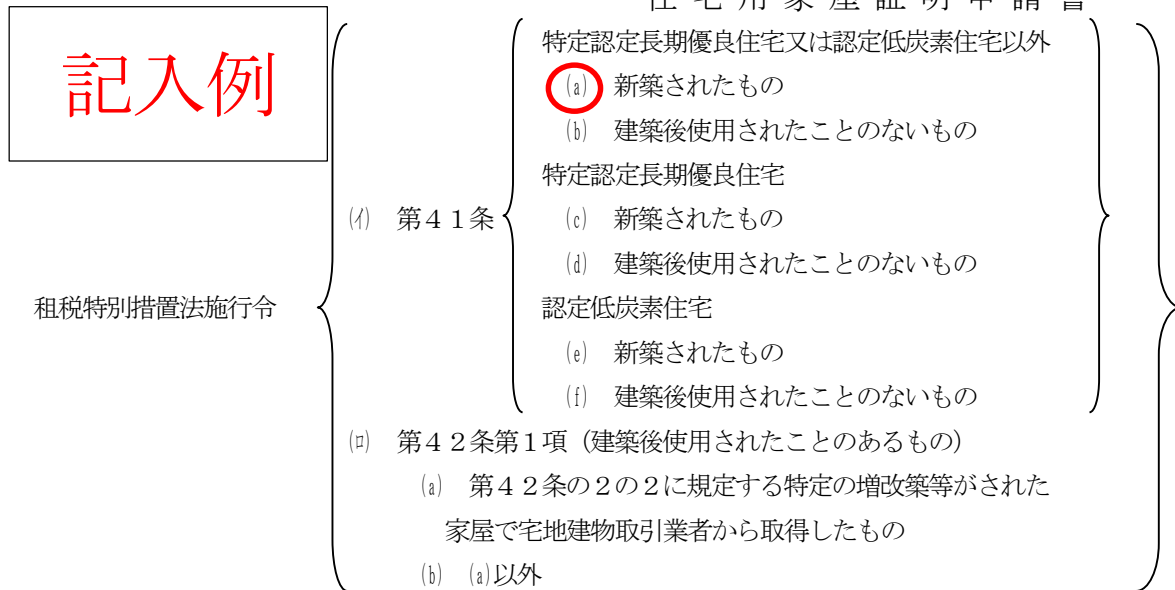 住宅用家屋証明申請書
記入例
特定認定長期優良住宅又は認定低炭素住宅以外
⒜ 新築されたもの
⒝ 建築後使用されたことのないもの
特定認定長期優良住宅
(イ) 第41条
⒞ 新築されたもの
⒟ 建築後使用されたことのないもの
租税特別措置法施行令
認定低炭素住宅
⒠ 新築されたもの
⒡ 建築後使用されたことのないもの
(ロ) 第42条第1項（建築後使用されたことのあるもの）
⒜ 第42条の2の2に規定する特定の増改築等がされた
家屋で宅地建物取引業者から取得したもの
⒝ ⒜以外